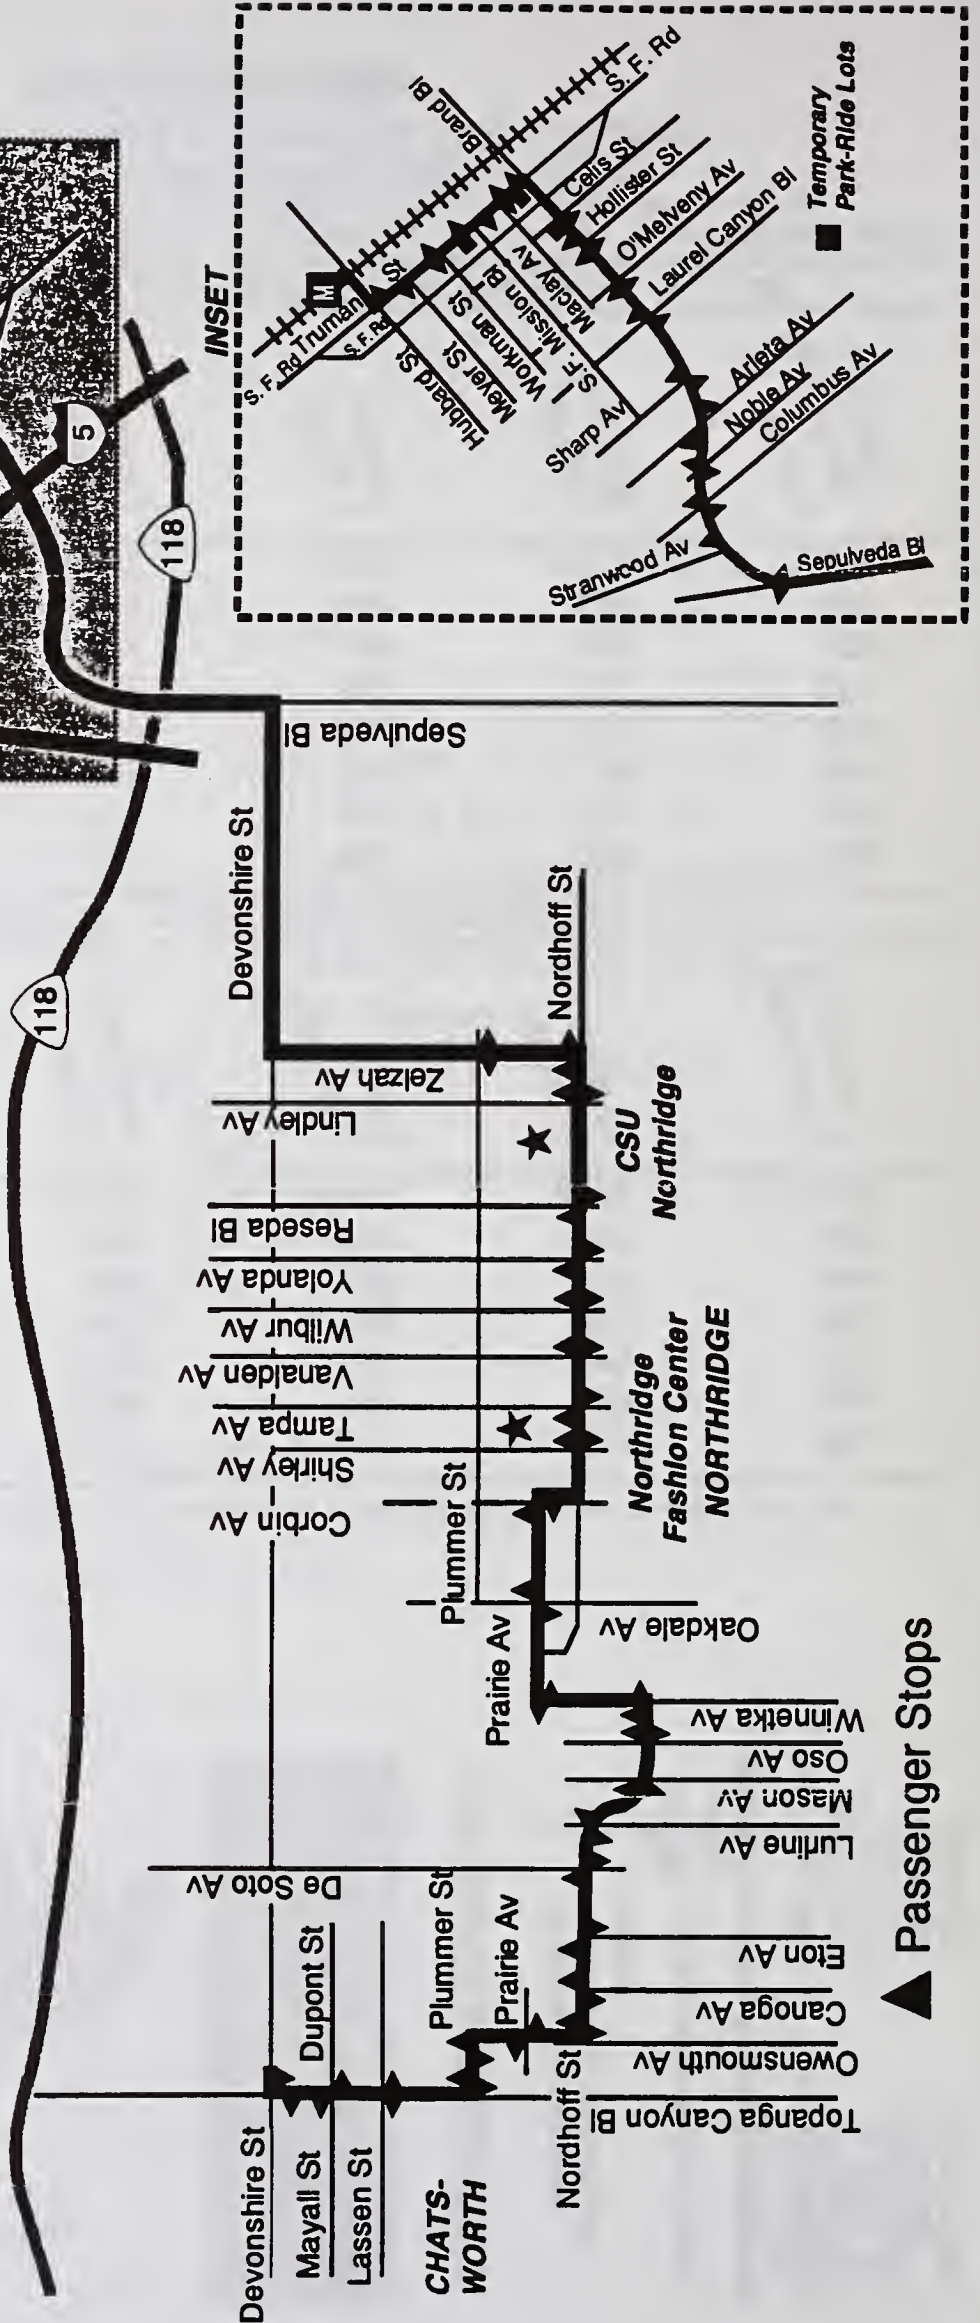 INSET
S. F. Rd
Truman St
S.F. Rd
M
Brand Bl
S. F. Rd
Hubbard St
Meyer St
Workman St
S.F. Mission Bl
Maclay Av
Celis St
Hollister St
O'Melveny Av
Laurel Canyon Bl
Sharp Av
Arleta Av
Noble Av
Columbus Av
Stranwood Av
Sepulveda Bl
Temporary
Park-Ride Lots
5
118
118
Sepulveda Bl
Devonshire St
Zelzah Av
Lindley Av
Reseda Bl
Yolanda Av
Wilbur Av
Vanalden Av
Tampa Av
Shirley Av
Corbin Av
Nordhoff St
CSU
Northridge
Northridge
Fashion Center
NORTHRIDGE
Plummer St
Prairie Av
Oakdale Av
Winnetka Av
Oso Av
Mason Av
Lurline Av
De Soto Av
Eton Av
Canoga Av
Owensmouth Av
Topanga Canyon Bl
Plummer St
Prairie Av
Nordhoff St
Dupont St
Devonshire St
Mayall St
Lassen St
CHATS-
WORTH
Passenger Stops